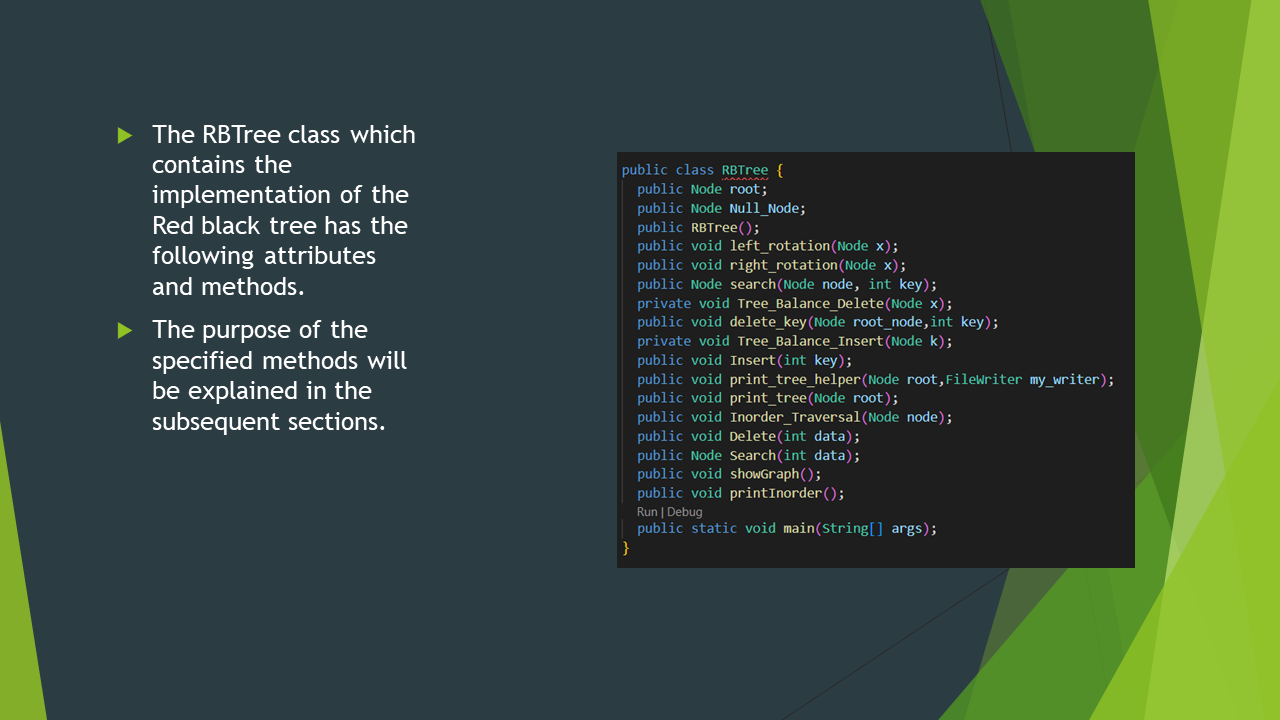 The RBTree class which
contains the
implementation of the
Red black tree has the
following attributes
and methods.
The purpose of the
specified methods will
be explained in the
subsequent sections.
public class RBTree {
public Node root;
public Node Null_Node;
public RBTree();
public void left_rotation(Node x);
public void right_rotation(Node x);
public Node search(Node node, int key);
private void Tree_Balance_Delete(Node x);
public void delete_key(Node root_node,int key);
private void Tree_Balance_Insert(Node k);
public void Insert(int key);
public void print_tree_helper(Node root,FileWriter my_writer);
public void print_tree(Node root);
public void Inorder_Traversal(Node node);
public void Delete(int data);
public Node Search(int data);
public void showGraph();
public void printInorder();
Run | Debug
public static void main(String[] args);
}